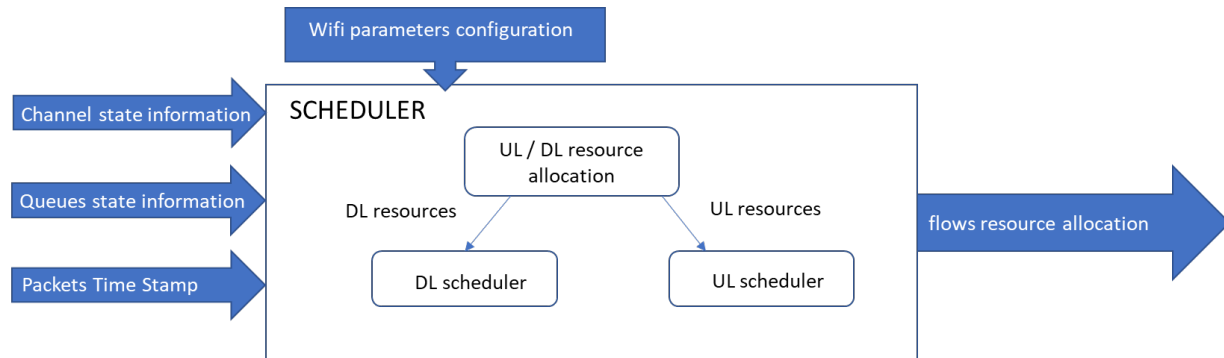 Wifi parameters configuration
Channel state information
SCHEDULER
UL / DL resource
allocation
Queues state information
DL resources
UL resources
flows resource allocation
Packets Time Stamp
DL scheduler
UL scheduler